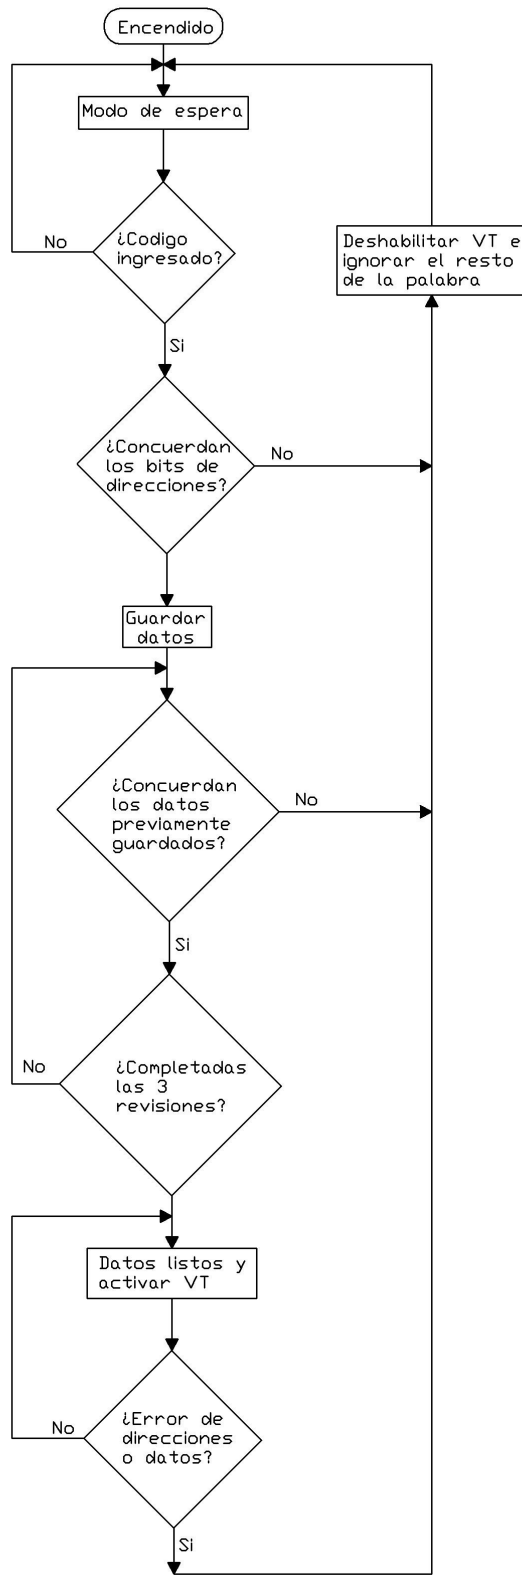 Encendido
Modo de espera
¿Codigo
ingresado?
No
Si
Deshabilitar VT e
ignorar el resto
de la palabra
¿Concuerdan
los bits de
direcciones?
No
Guardar
datos
¿Concuerdan
los datos
previamente
guardados?
No
Si
¿Completadas
las 3
revisiones?
No
Datos listos y
activar VT
¿Error de
direcciones
o datos?
No
Si